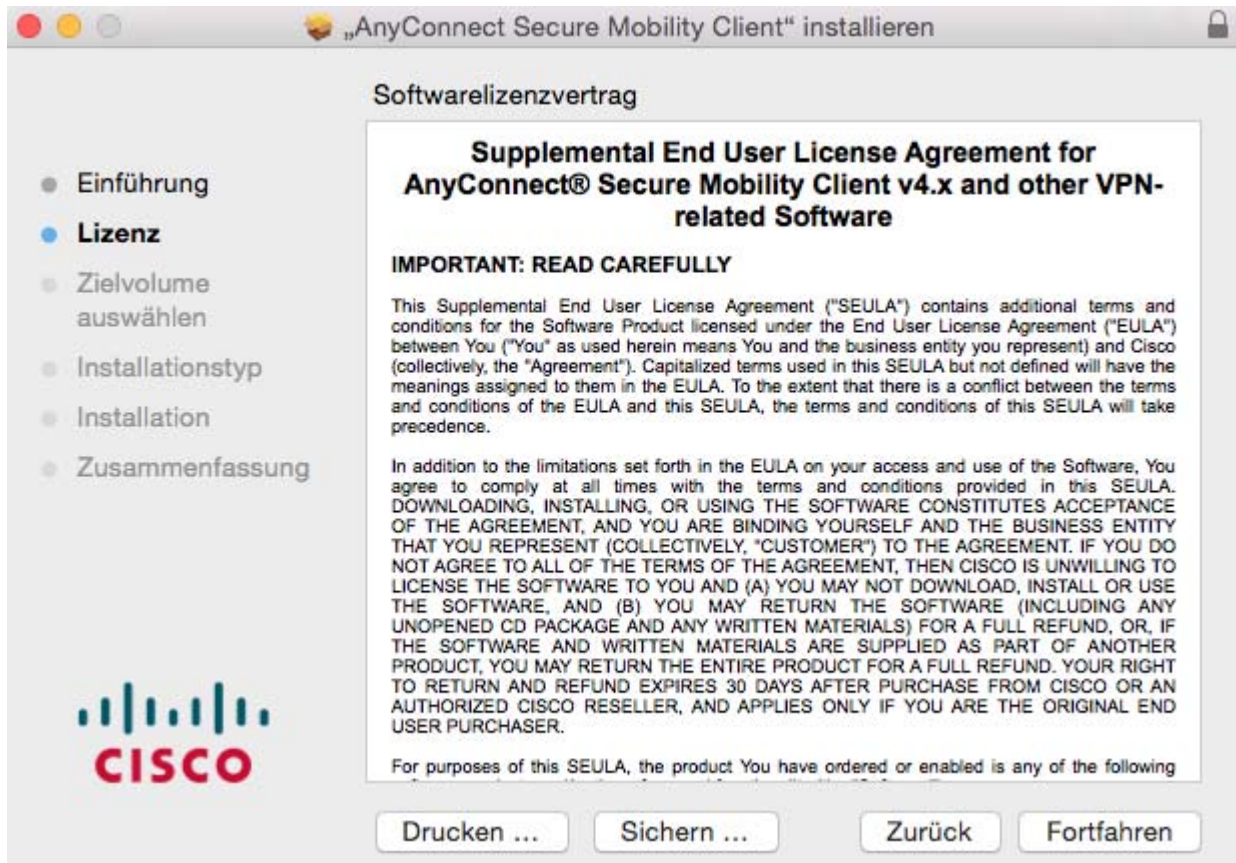 „AnyConnect Secure Mobility Client“ installieren
Softwarelizenzvertrag
Einführung
Lizenz
Zielvolume
auswählen
Installationstyp
Installation
Zusammenfassung
CISCO
Supplemental End User License Agreement for
AnyConnect® Secure Mobility Client v4.x and other VPN-
related Software
IMPORTANT: READ CAREFULLY
This Supplemental End User License Agreement ("SEULA") contains additional terms and
conditions for the Software Product licensed under the End User License Agreement ("EULA")
between You ("You" as used herein means You and the business entity you represent) and Cisco
(collectively, the "Agreement"). Capitalized terms used in this SEULA but not defined will have the
meanings assigned to them in the EULA. To the extent that there is a conflict between the terms
and conditions of the EULA and this SEULA, the terms and conditions of this SEULA will take
precedence.
In addition to the limitations set forth in the EULA on your access and use of the Software, You
agree to comply at all times with the terms and conditions provided in this SEULA.
DOWNLOADING, INSTALLING, OR USING THE SOFTWARE CONSTITUTES ACCEPTANCE
OF THE AGREEMENT, AND YOU ARE BINDING YOURSELF AND THE BUSINESS ENTITY
THAT YOU REPRESENT (COLLECTIVELY, "CUSTOMER") TO THE AGREEMENT. IF YOU DO
NOT AGREE TO ALL OF THE TERMS OF THE AGREEMENT, THEN CISCO IS UNWILLING TO
LICENSE THE SOFTWARE TO YOU AND (A) YOU MAY NOT DOWNLOAD, INSTALL OR USE
THE SOFTWARE, AND (B) YOU MAY RETURN THE SOFTWARE (INCLUDING ANY
UNOPENED CD PACKAGE AND ANY WRITTEN MATERIALS) FOR A FULL REFUND, OR, IF
THE SOFTWARE AND WRITTEN MATERIALS ARE SUPPLIED AS PART OF ANOTHER
PRODUCT, YOU MAY RETURN THE ENTIRE PRODUCT FOR A FULL REFUND. YOUR RIGHT
TO RETURN AND REFUND EXPIRES 30 DAYS AFTER PURCHASE FROM CISCO OR AN
AUTHORIZED CISCO RESELLER, AND APPLIES ONLY IF YOU ARE THE ORIGINAL END
USER PURCHASER.
For purposes of this SEULA, the product You have ordered or enabled is any of the following
Drucken ...
Sichern ...
Zurück
Fortfahren